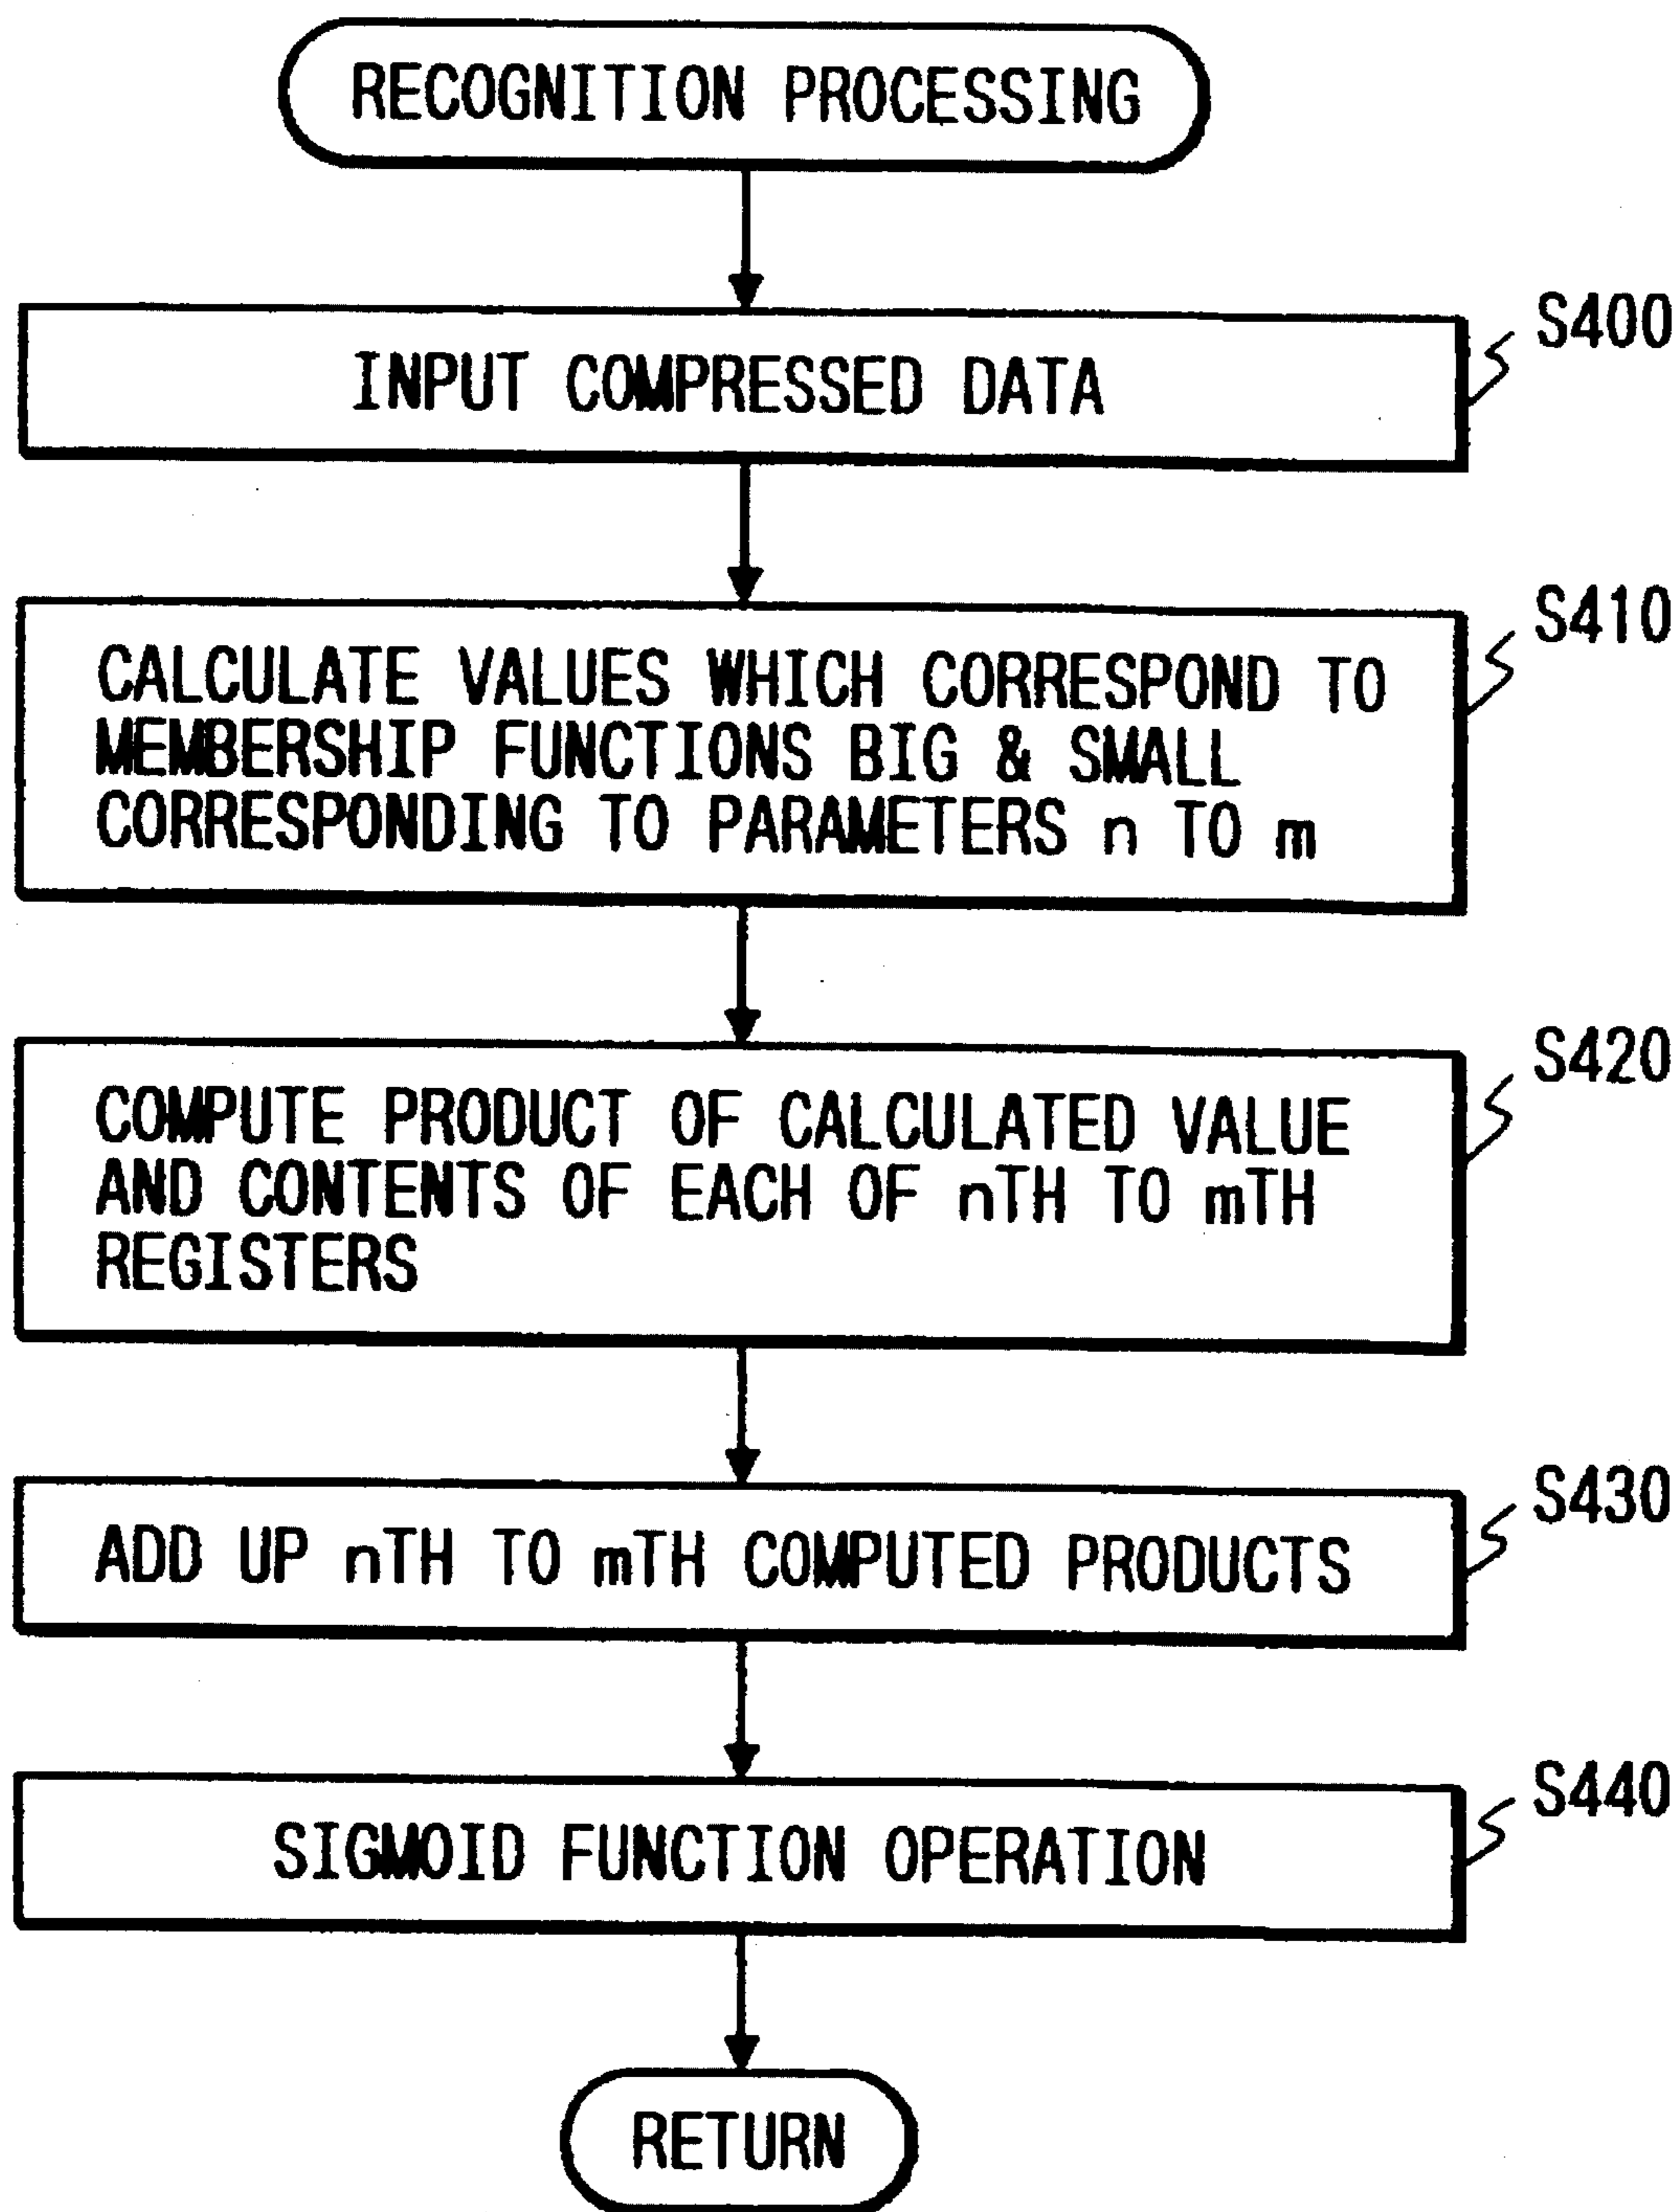 RECOGNITION PROCESSING
S400
INPUT COMPRESSED DATA
S410
CALCULATE VALUES WHICH CORRESPOND TO
MEMBERSHIP FUNCTIONS BIG & SMALL
CORRESPONDING TO PARAMETERS n TO m
S420
COMPUTE PRODUCT OF CALCULATED VALUE
AND CONTENTS OF EACH OF nTH TO mTH
REGISTERS
S430
ADD UP nTH TO mTH COMPUTED PRODUCTS
S440
SIGMOID FUNCTION OPERATION
RETURN